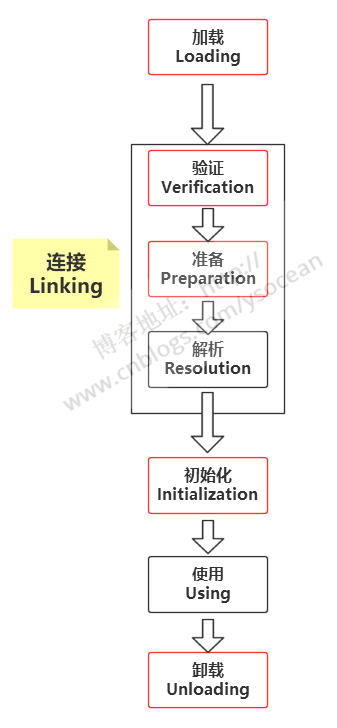 加载
Loading
验证
Verification
连接
Linking
准备
Preparation
解析
Resolution
初始化
Initialization
使用
Using
卸载
Unloading
博客地址：http://
www.cnblogs.com/ysocean